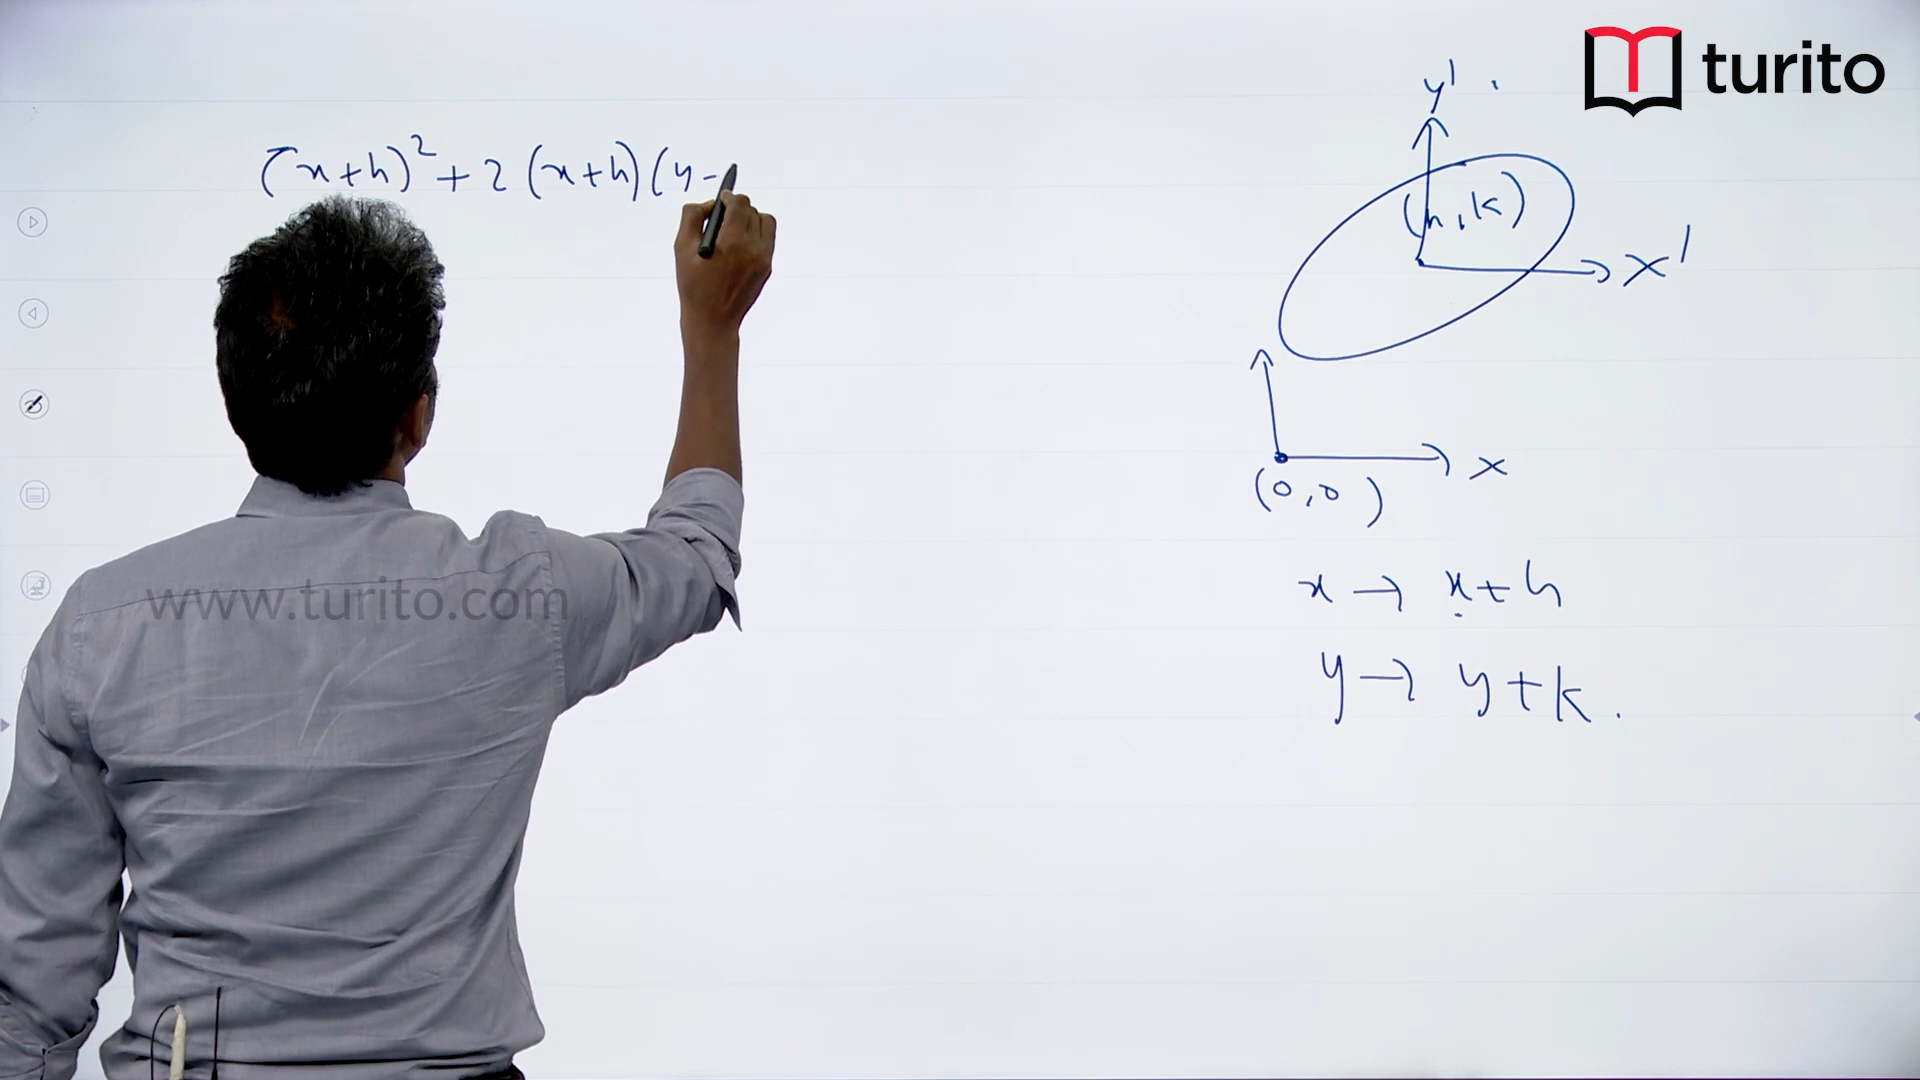 turito
y'
(x+h)² + 2 (x+h) (y -
(h, k)
x'
x
(0, 0)
x → x+h
www.turito.com
y → y+k.